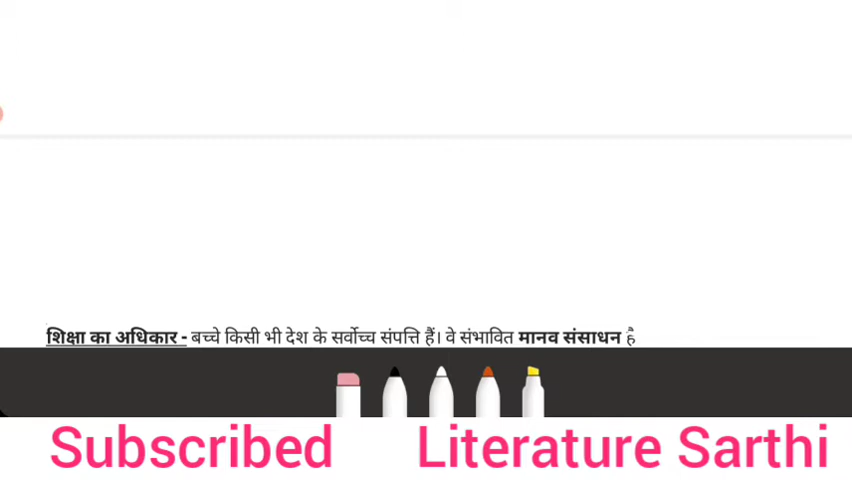 शिक्षा का अधिकार - बच्चे किसी भी देश के सर्वोच्च संपत्ति हैं। वे संभावित मानव संसाधन है
Subscribed Literature Sarthi